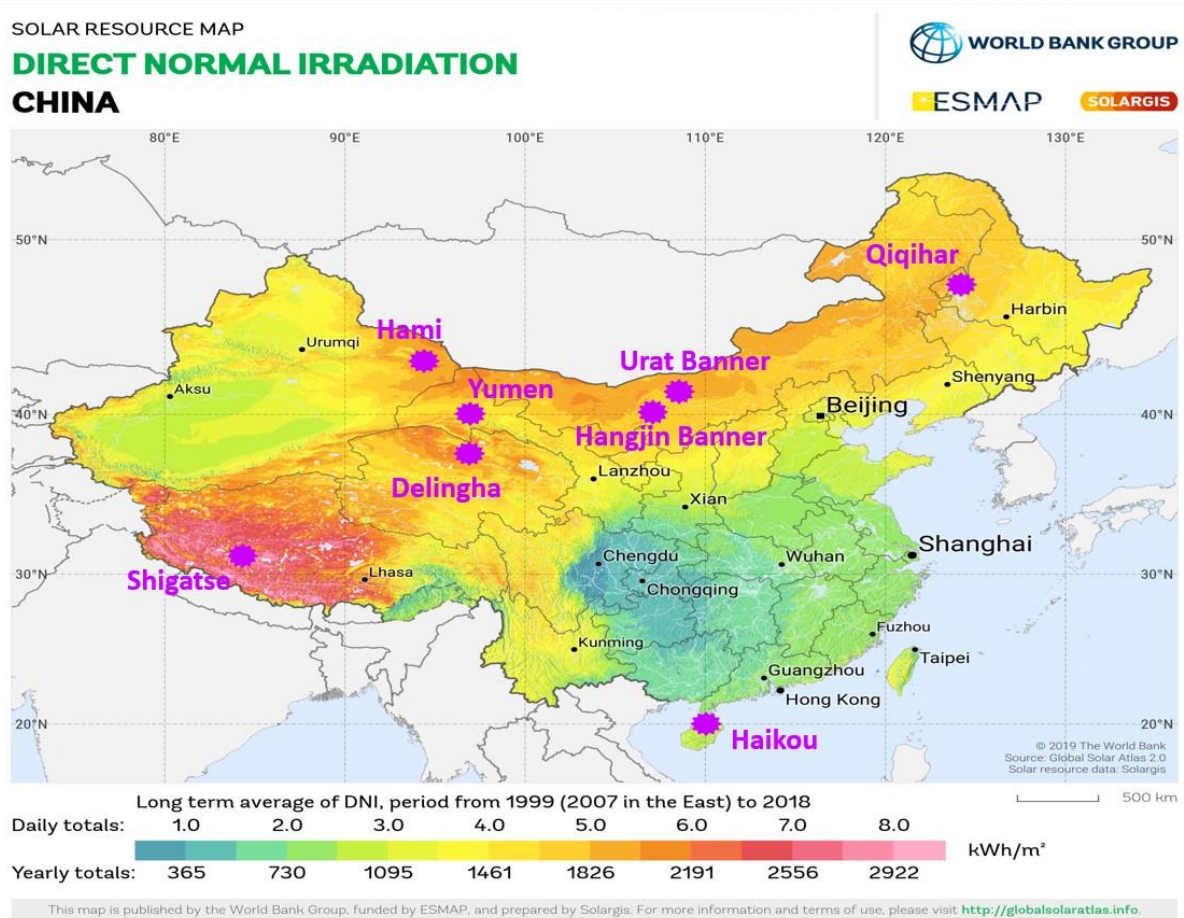 SOLAR RESOURCE MAP
DIRECT NORMAL IRRADIATION
CHINA
WORLD BANK GROUP
ESMAP
SOLARGIS
80°E 90°E 100°E 110°E 120°E 130°E
50°N 50°N
Qiqihar
Harbin
Hami
Urumqi
Urat Banner
Yumen
Shenyang
Aksu
Beijing
40°N 40°N
Hangjin Banner
Lanzhou
Delingha
Xian
Shanghai
Chengdu
Wuhan
30°N 30°N
Shigatse
Lhasa
Chongqing
Fuzhou
Kunming
Taipei
Guangzhou
Hong Kong
20°N 20°N
Haikou
© 2019 The World Bank
Source: Global Solar Atlas 2.0
Solar resource data: Solargis
Long term average of DNI, period from 1999 (2007 in the East) to 2018
500 km
Daily totals: 1.0 2.0 3.0 4.0 5.0 6.0 7.0 8.0
kWh/m²
Yearly totals: 365 730 1095 1461 1826 2191 2556 2922
This map is published by the World Bank Group, funded by ESMAP, and prepared by Solargis. For more information and terms of use, please visit http://globalsolaratlas.info.